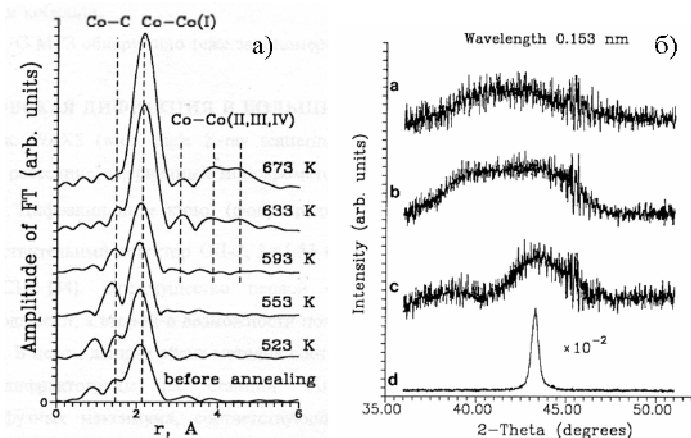 Co-C Co-Co(I)
а)
Co-Co(II,III,IV)
673 K
633 K
593 K
553 K
523 K
before annealing
Amplitude of FT (arb. units)
0 2 4 6
r, A
б)
Wavelength 0.153 nm
a
b
c
d
×10⁻²
Intensity (arb. units)
35.00 40.00 45.00 50.00
2-Theta (degrees)